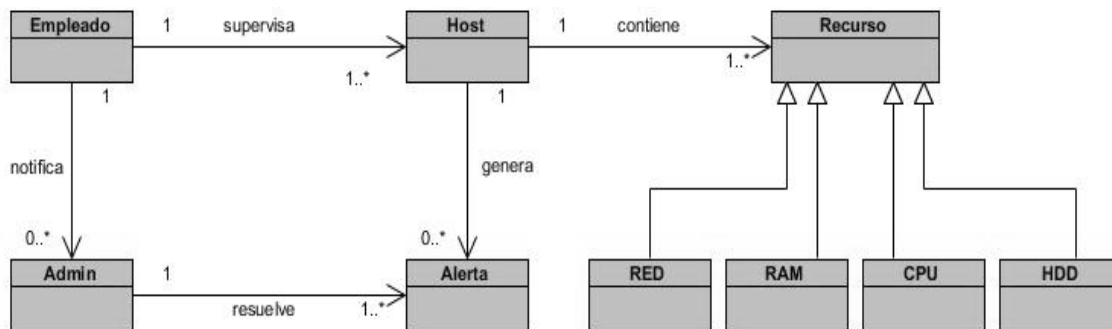 Empleado 1 supervisa Host 1 contiene Recurso
1..* 1..*
1 1
notifica genera
0..* 0..*
Admin 1 Alerta RED RAM CPU HDD
resuelve 1..*